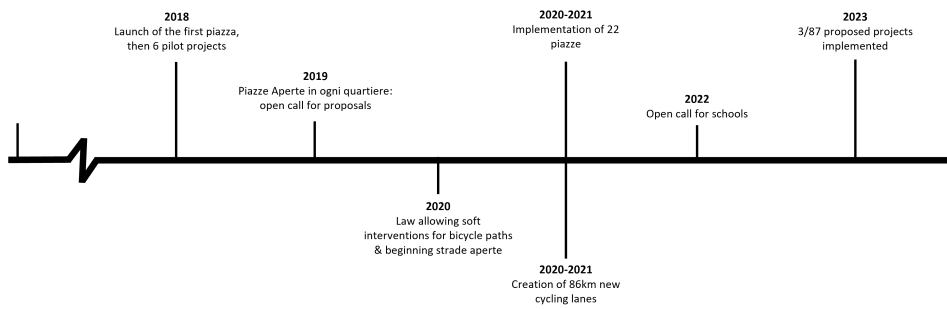 2018
Launch of the first piazza,
then 6 pilot projects
2019
Piazze Aperte in ogni quartiere:
open call for proposals
2020
Law allowing soft
interventions for bicycle paths
& beginning strade aperte
2020-2021
Implementation of 22
piazze
2020-2021
Creation of 86km new
cycling lanes
2022
Open call for schools
2023
3/87 proposed projects
implemented